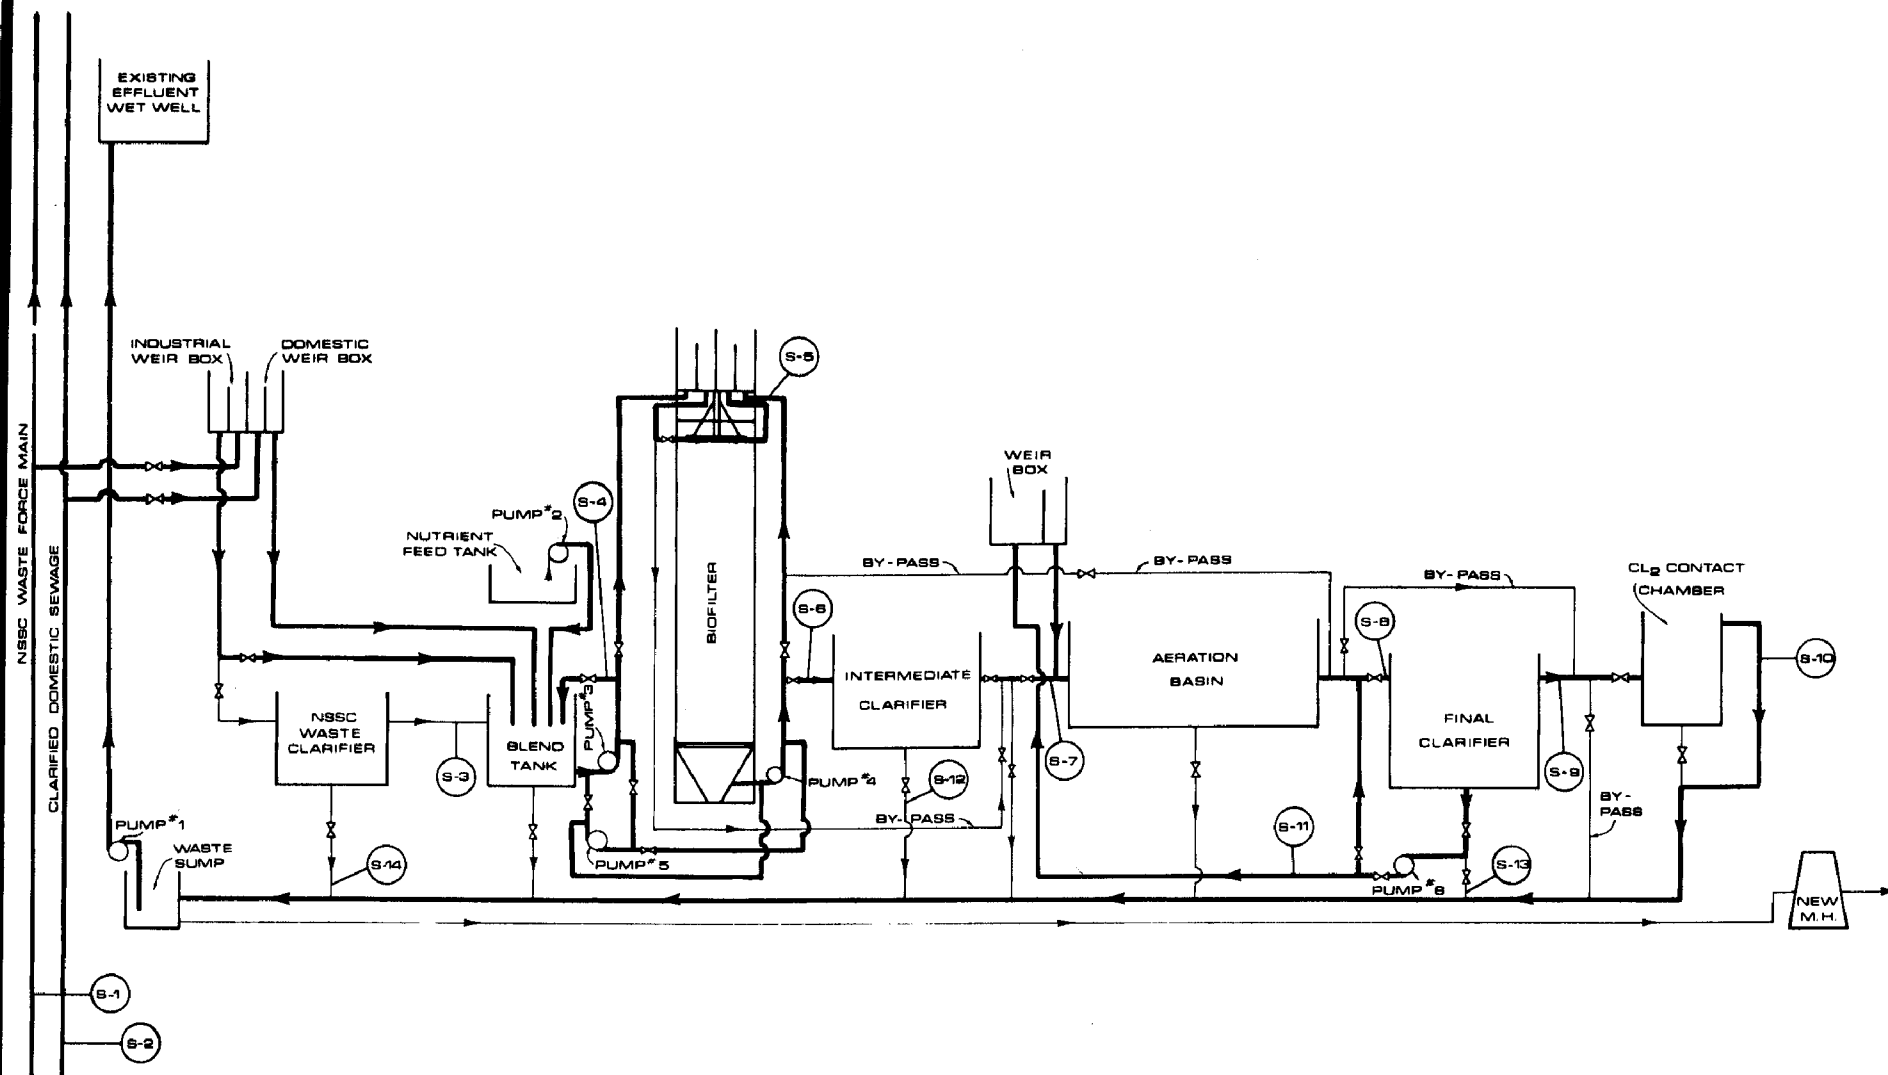 EXISTING
EFFLUENT
WET WELL
INDUSTRIAL
WEIR BOX
DOMESTIC
WEIR BOX
S-5
NSSC WASTE FORCE MAIN
CLARIFIED DOMESTIC SEWAGE
WEIR
BOX
S-4
PUMP #2
NUTRIENT
FEED TANK
BIOFILTER
BY-PASS
BY-PASS
BY-PASS
CL2 CONTACT
CHAMBER
S-6
S-8
S-10
AERATION
BASIN
INTERMEDIATE
CLARIFIER
PUMP #3
NSSC
WASTE
CLARIFIER
BLEND
TANK
FINAL
CLARIFIER
S-3
S-7
S-9
S-12
PUMP #4
BY-
PASS
BY-PASS
S-11
PUMP #1
WASTE
SUMP
S-14
PUMP #5
PUMP #6
S-13
NEW
M.H.
S-1
S-2